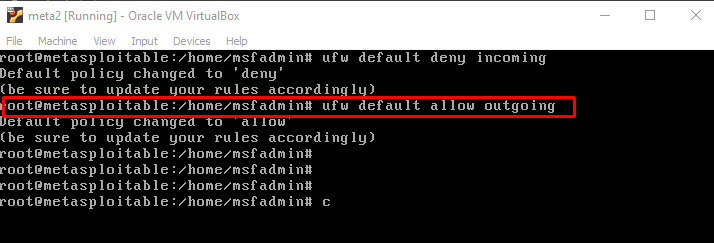 meta2 [Running] - Oracle VM VirtualBox
File Machine View Input Devices Help
root@metasploitable:/home/msfadmin# ufw default deny incoming
Default policy changed to 'deny'
(be sure to update your rules accordingly)
root@metasploitable:/home/msfadmin# ufw default allow outgoing
Default policy changed to 'allow'
(be sure to update your rules accordingly)
root@metasploitable:/home/msfadmin#
root@metasploitable:/home/msfadmin#
root@metasploitable:/home/msfadmin#
root@metasploitable:/home/msfadmin# c